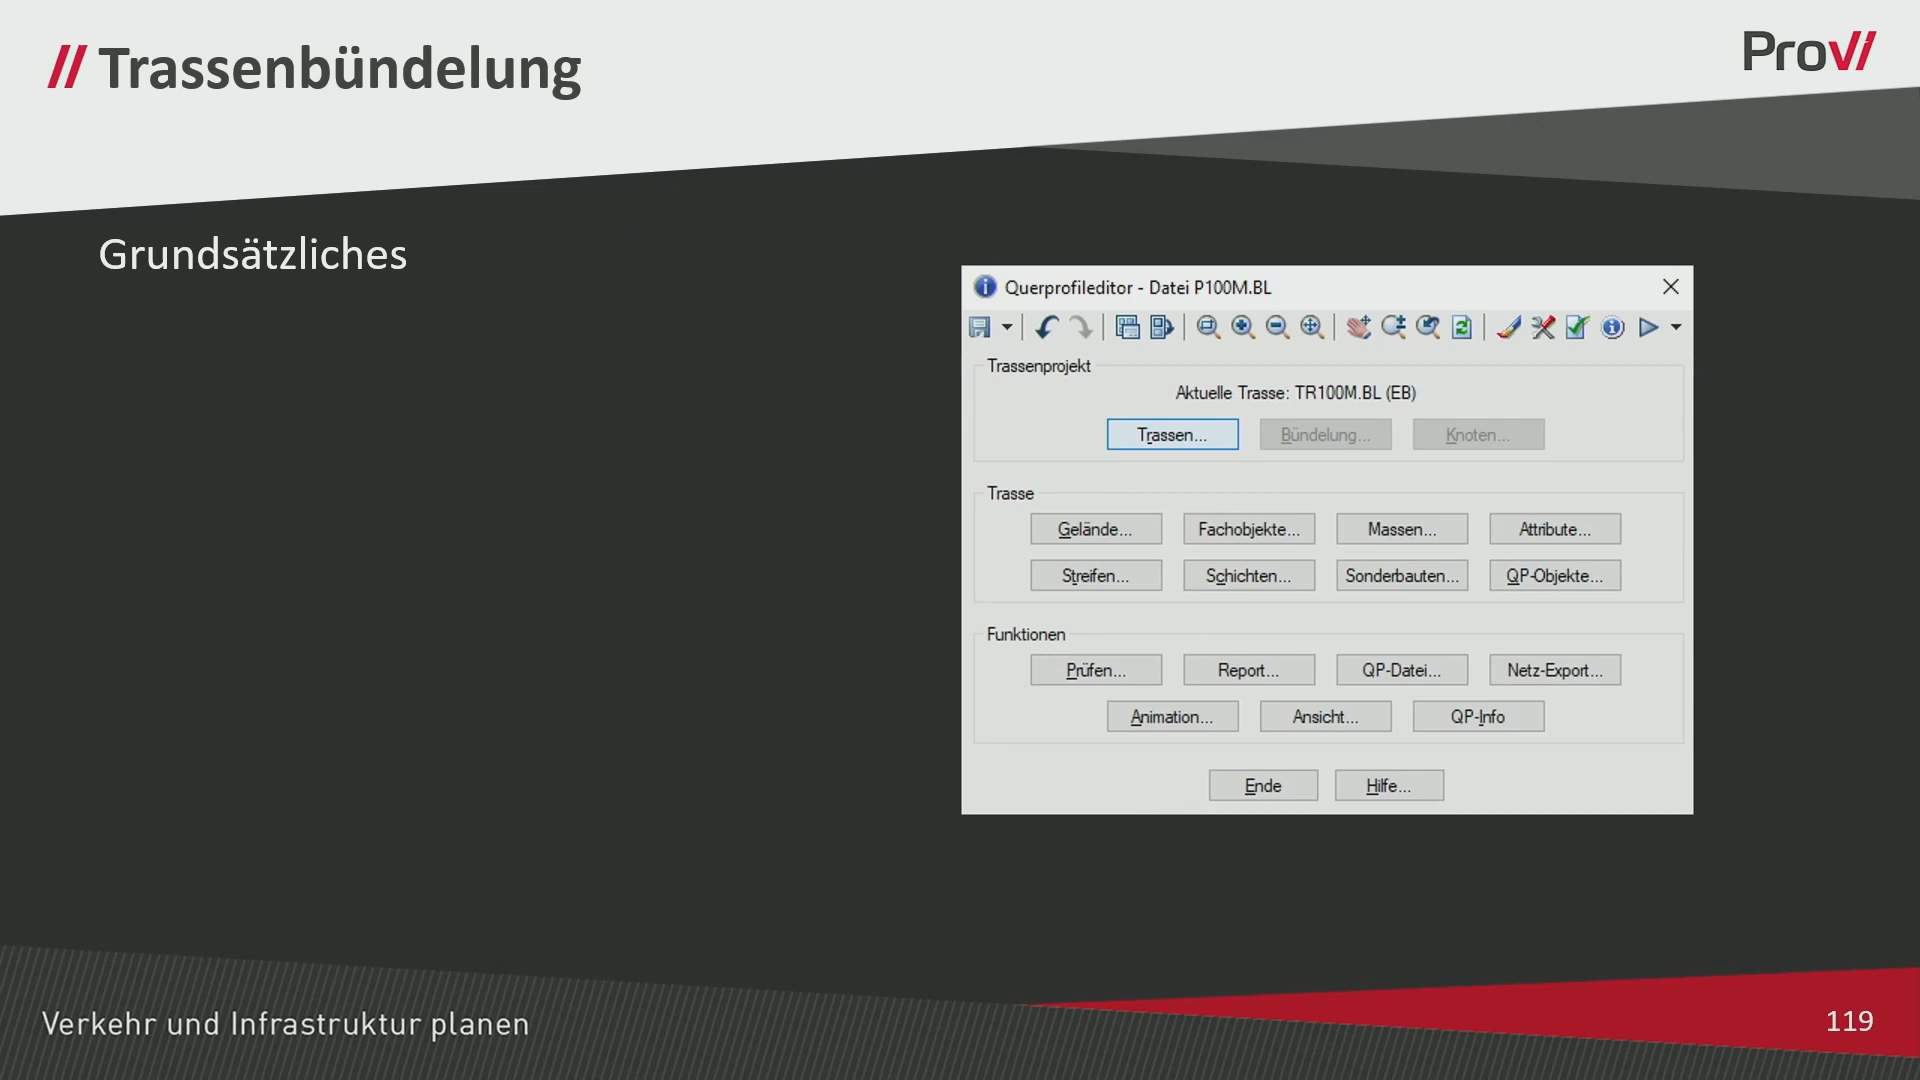 // Trassenbündelung
ProVI
Grundsätzliches
Querprofileditor - Datei P100M.BL
Trassenprojekt
Aktuelle Trasse: TR100M.BL (EB)
Trassen... Bündelung... Knoten...
Trasse
Gelände... Fachobjekte... Massen... Attribute...
Streifen... Schichten... Sonderbauten... QP-Objekte...
Funktionen
Prüfen... Report... QP-Datei... Netz-Export...
Animation... Ansicht... QP-Info
Ende Hilfe...
Verkehr und Infrastruktur planen
119